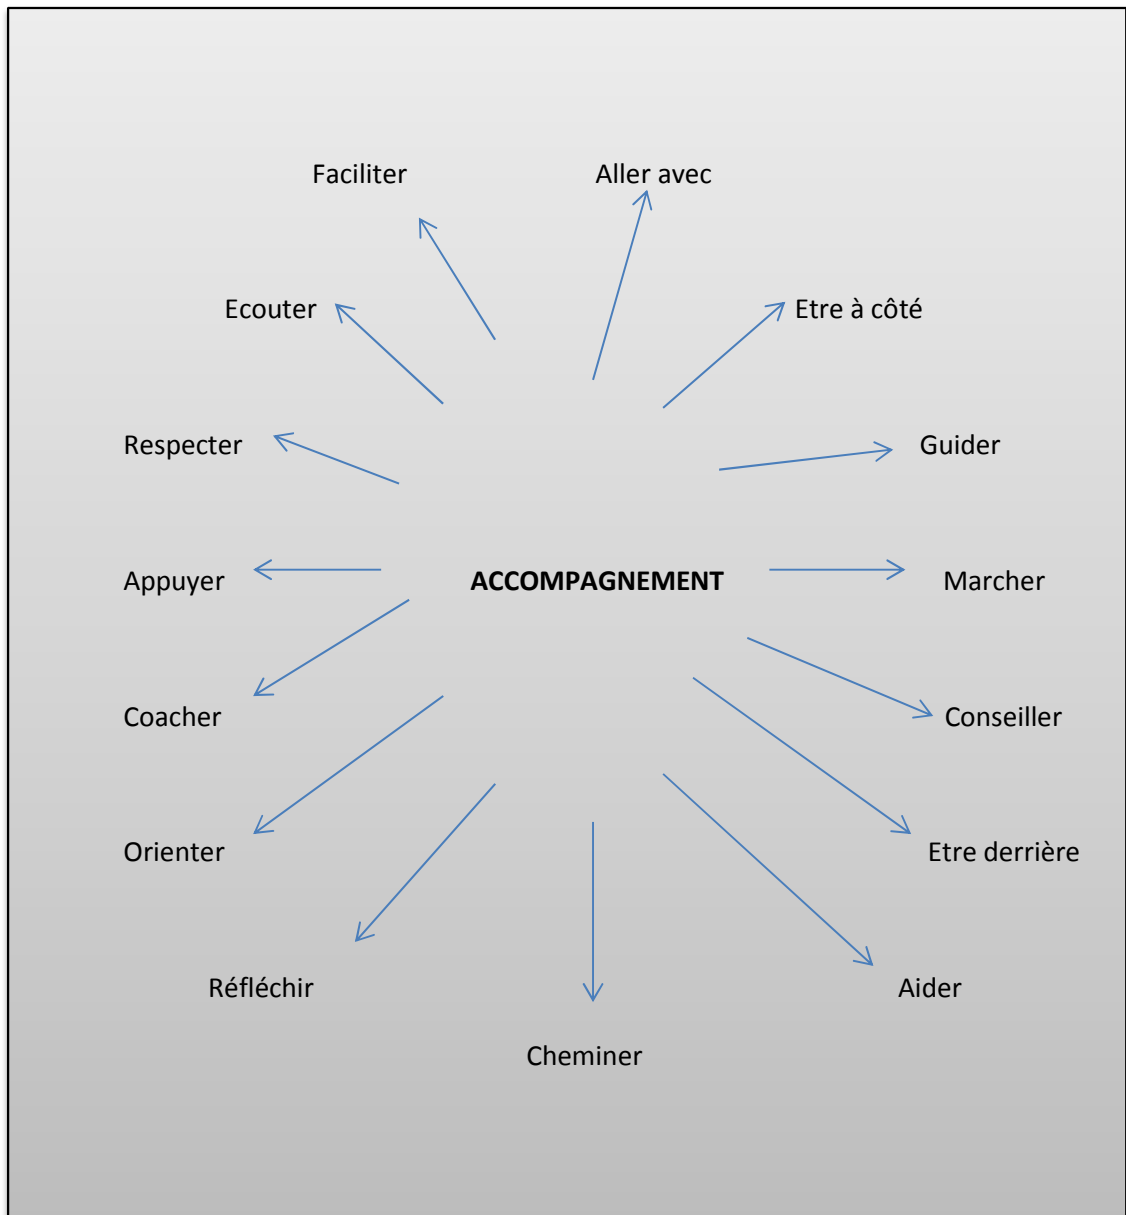 Faciliter
Aller avec
Ecouter
Etre à côté
Respecter
Guider
Appuyer
ACCOMPAGNEMENT
Marcher
Coacher
Conseiller
Orienter
Etre derrière
Réfléchir
Aider
Cheminer